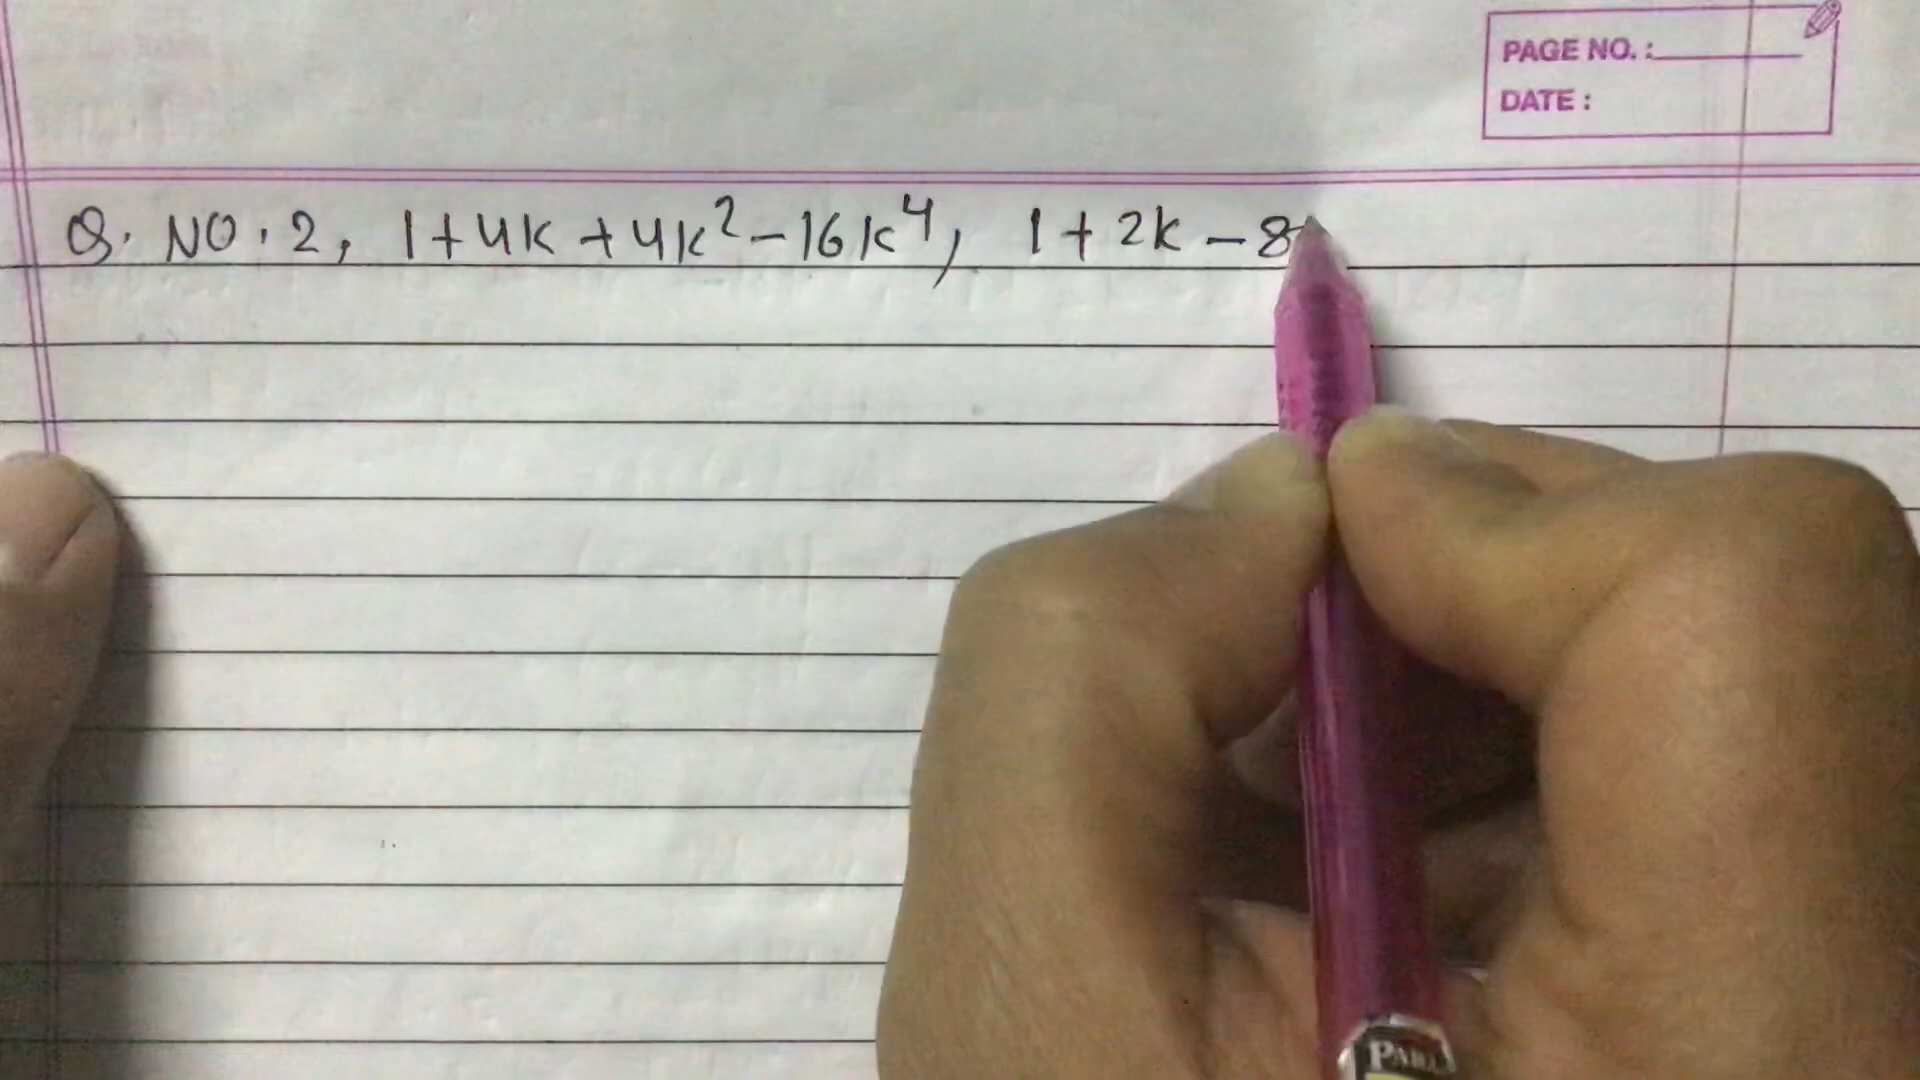 PAGE NO. :
DATE :
Q. NO. 2, 1+4k+4k²-16k⁴, 1+2k-8